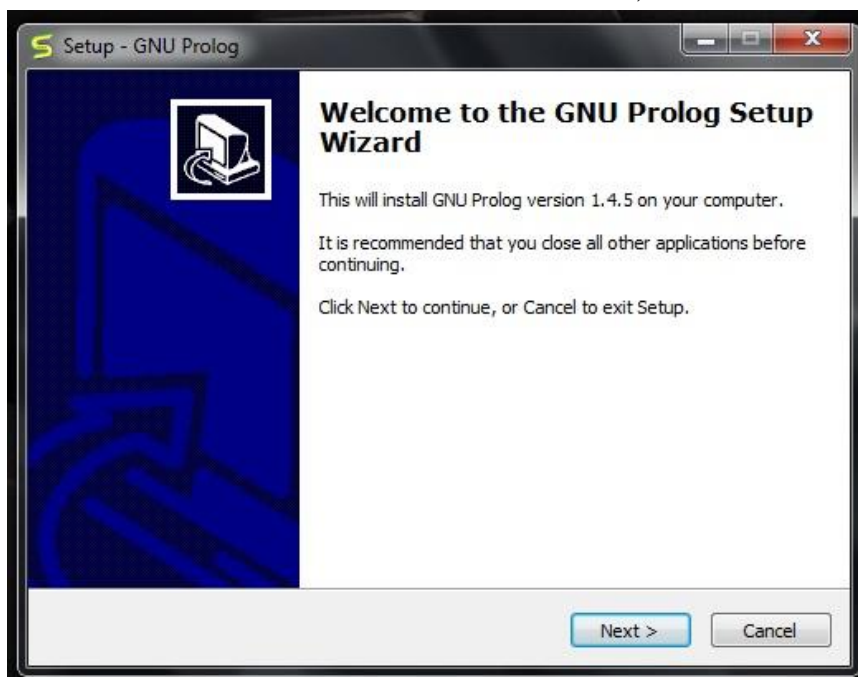 Setup - GNU Prolog
Welcome to the GNU Prolog Setup
Wizard
This will install GNU Prolog version 1.4.5 on your computer.
It is recommended that you close all other applications before
continuing.
Click Next to continue, or Cancel to exit Setup.
Next >
Cancel